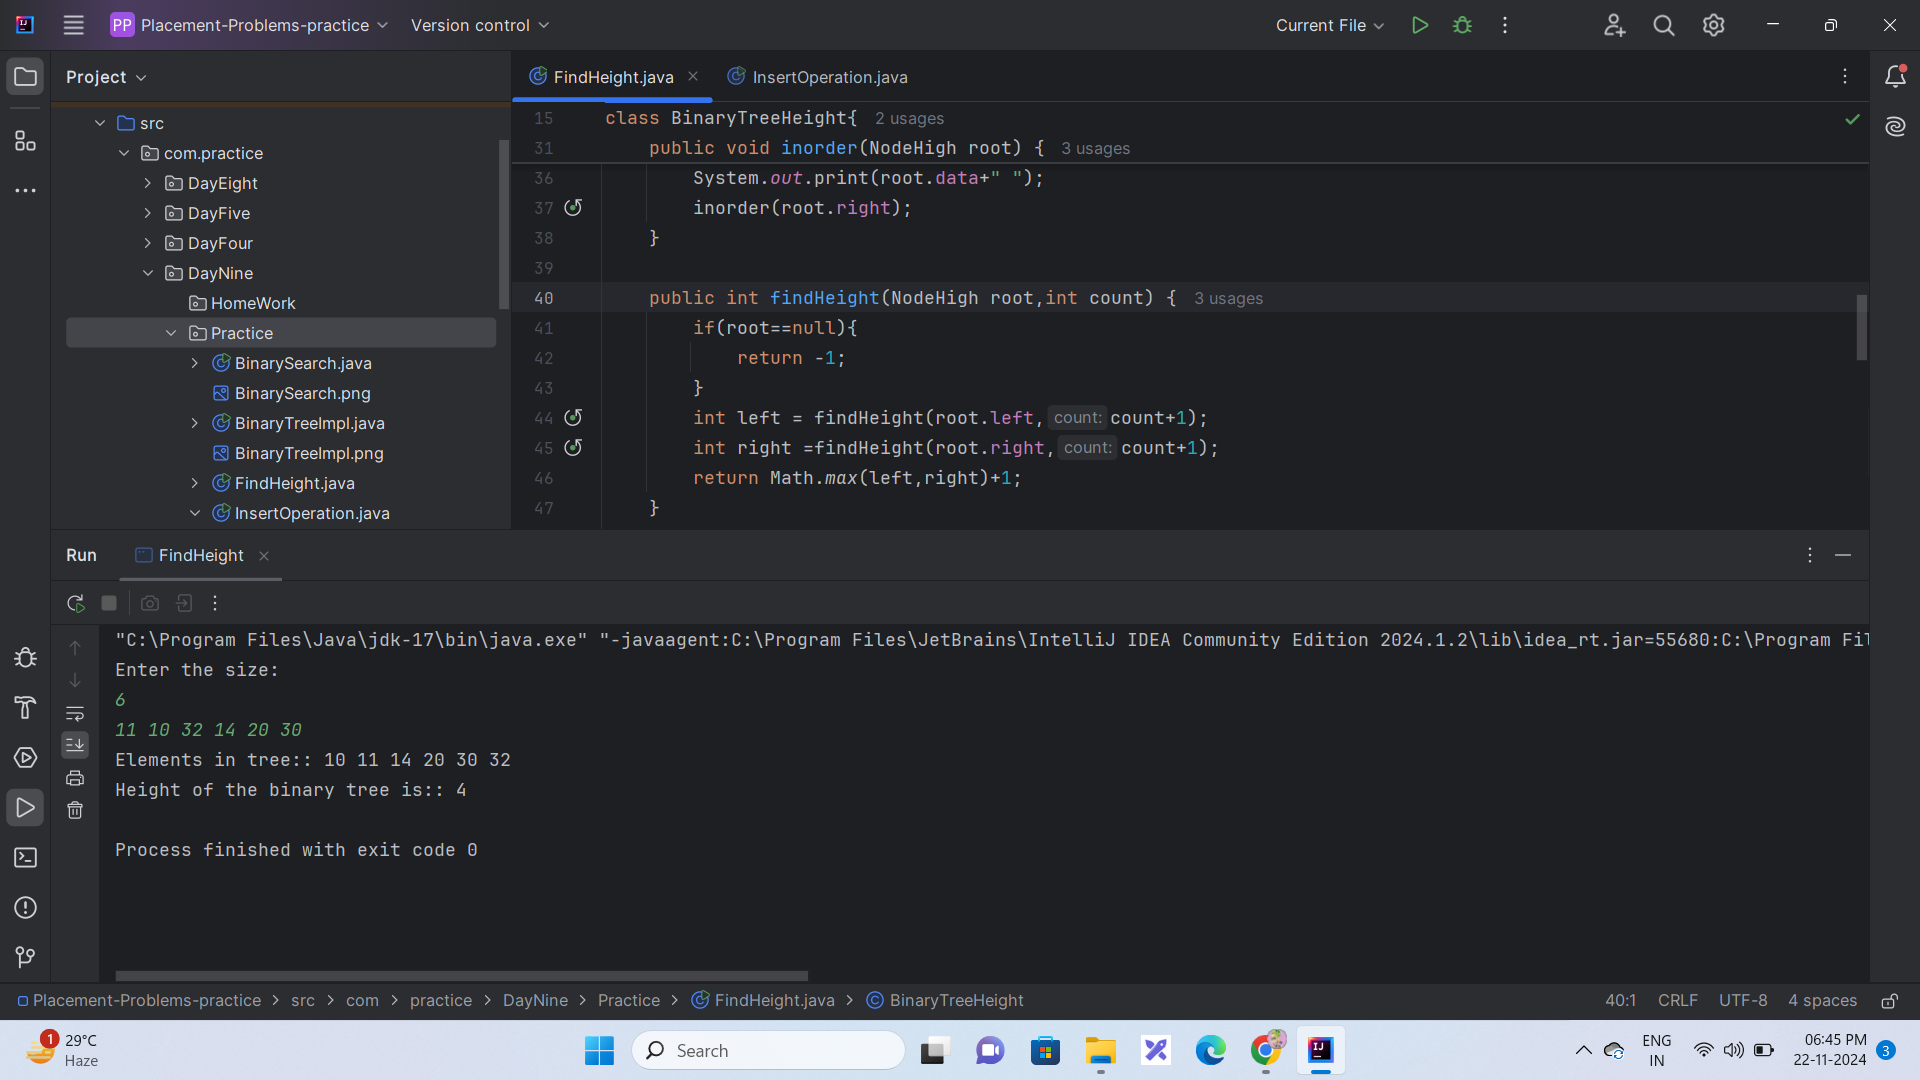 PP Placement-Problems-practice Version control Current File
Project
FindHeight.java InsertOperation.java
src
com.practice
DayEight
DayFive
DayFour
DayNine
HomeWork
Practice
BinarySearch.java
BinarySearch.png
BinaryTreeImpl.java
BinaryTreeImpl.png
FindHeight.java
InsertOperation.java
15 class BinaryTreeHeight{ 2 usages
31 public void inorder(NodeHigh root) { 3 usages
36 System.out.print(root.data+" ");
37 inorder(root.right);
38 }
39
40 public int findHeight(NodeHigh root,int count) { 3 usages
41 if(root==null){
42 return -1;
43 }
44 int left = findHeight(root.left, count: count+1);
45 int right =findHeight(root.right, count: count+1);
46 return Math.max(left,right)+1;
47 }
Run FindHeight
"C:\Program Files\Java\jdk-17\bin\java.exe" "-javaagent:C:\Program Files\JetBrains\IntelliJ IDEA Community Edition 2024.1.2\lib\idea_rt.jar=55680:C:\Program Fil
Enter the size:
6
11 10 32 14 20 30
Elements in tree:: 10 11 14 20 30 32
Height of the binary tree is:: 4
Process finished with exit code 0
Placement-Problems-practice > src > com > practice > DayNine > Practice > FindHeight.java > BinaryTreeHeight 40:1 CRLF UTF-8 4 spaces
1 29°C
Haze
Search
IJ
ENG
IN
06:45 PM
22-11-2024
3